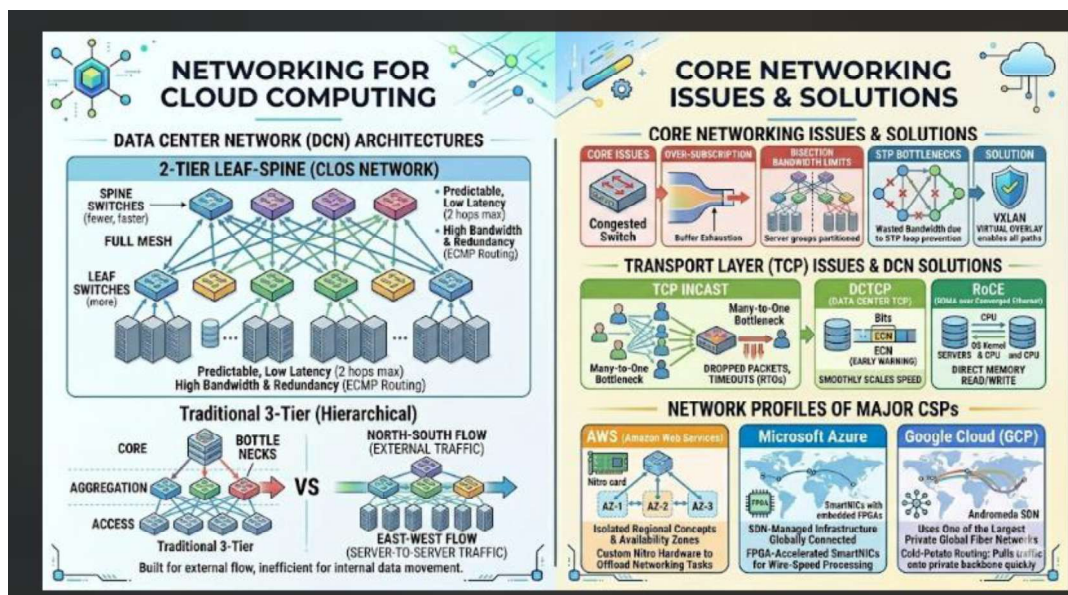 NETWORKING FOR
CLOUD COMPUTING
DATA CENTER NETWORK (DCN) ARCHITECTURES
2-TIER LEAF-SPINE (CLOS NETWORK)
SPINE
SWITCHES
(fewer, faster)
FULL MESH
LEAF
SWITCHES
(more)
• Predictable,
Low Latency
(2 hops max)
• High Bandwidth
& Redundancy
(ECMP Routing)
... ...
Predictable, Low Latency (2 hops max)
High Bandwidth & Redundancy (ECMP Routing)
Traditional 3-Tier (Hierarchical)
CORE
BOTTLE
NECKS
AGGREGATION
ACCESS
Traditional 3-Tier
VS
NORTH-SOUTH FLOW
(EXTERNAL TRAFFIC)
EAST-WEST FLOW
(SERVER-TO-SERVER TRAFFIC)
Built for external flow, inefficient for internal data movement.
CORE NETWORKING
ISSUES & SOLUTIONS
CORE NETWORKING ISSUES & SOLUTIONS
CORE ISSUES
Congested
Switch
OVER-SUBSCRIPTION
Buffer Exhaustion
BISECTION
BANDWIDTH LIMITS
Server groups partitioned
STP BOTTLENECKS
Wasted Bandwidth due
to STP loop prevention
SOLUTION
VXLAN
VIRTUAL OVERLAY
enables all paths
TRANSPORT LAYER (TCP) ISSUES & DCN SOLUTIONS
TCP INCAST
Many-to-One
Bottleneck
Many-to-One
Bottleneck
DROPPED PACKETS,
TIMEOUTS (RTOs)
DCTCP
(DATA CENTER TCP)
Bits
ECN
ECN
(EARLY WARNING)
SMOOTHLY SCALES SPEED
RoCE
(RDMA over Converged Ethernet)
CPU
OS Kernel
SERVERS & CPU and CPU
DIRECT MEMORY
READ/WRITE
NETWORK PROFILES OF MAJOR CSPs
AWS (Amazon Web Services)
Nitro card
AZ-1 AZ-2 AZ-3
Isolated Regional Concepts
& Availability Zones
Custom Nitro Hardware to
Offload Networking Tasks
Microsoft Azure
FPGA
SmartNICs with
embedded FPGAs
SDN-Managed Infrastructure
Globally Connected
FPGA-Accelerated SmartNICs
for Wire-Speed Processing
Google Cloud (GCP)
Andromeda SDN
Uses One of the Largest
Private Global Fiber Networks
Cold-Potato Routing: Pulls traffic
onto private backbone quickly